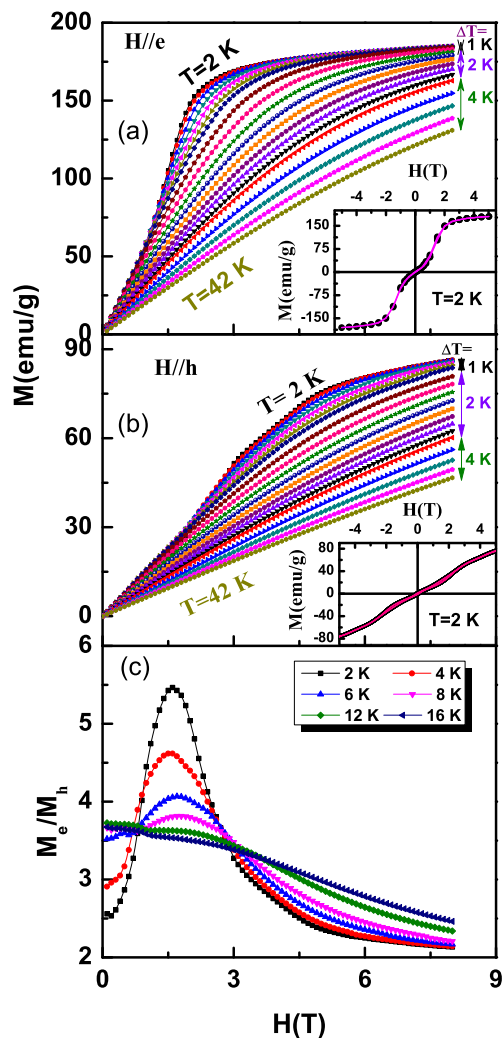 200
150
100
50
0
M(emu/g)
H//e
T=2 K
ΔT=
1 K
2 K
4 K
(a)
T=42 K
H(T)
-4 -2 0 2 4
150
75
0
-75
-150
M(emu/g)
T=2 K
90
60
30
0
H//h
T= 2 K
ΔT=
1 K
2 K
4 K
(b)
T=42 K
H(T)
-4 -2 0 2 4
80
40
0
-40
-80
M(emu/g)
T=2 K
6
5
4
3
2
Me/Mh
(c)
2 K 4 K
6 K 8 K
12 K 16 K
0 3 6 9
H(T)